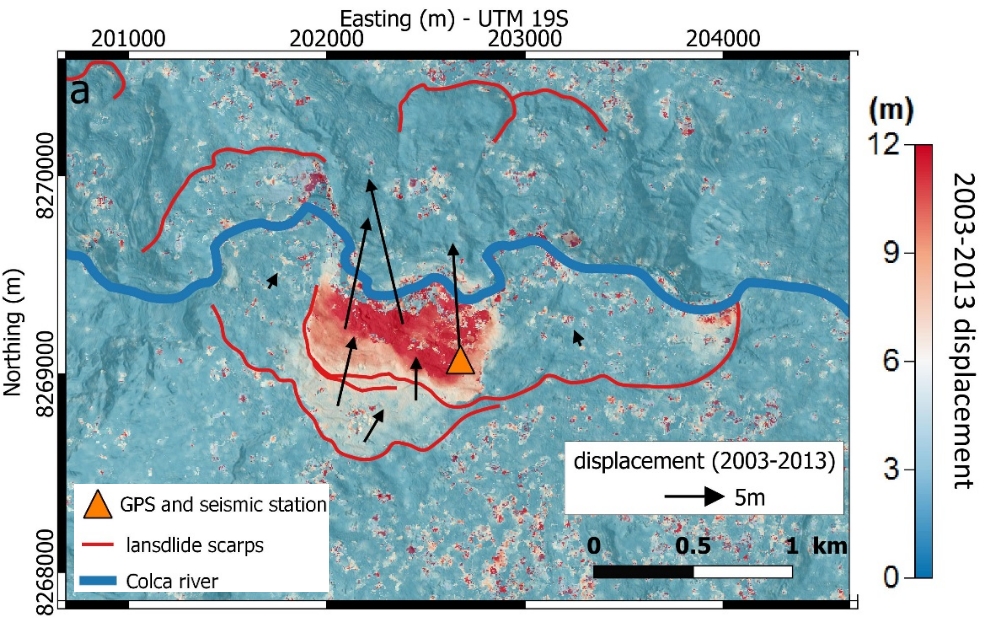 Easting (m) - UTM 19S
201000 202000 203000 204000
a
(m)
8270000
8269000
8268000
Northing (m)
12
9
6
3
0
2003-2013 displacement
displacement (2003-2013)
5m
0 0.5 1 km
GPS and seismic station
lansdlide scarps
Colca river